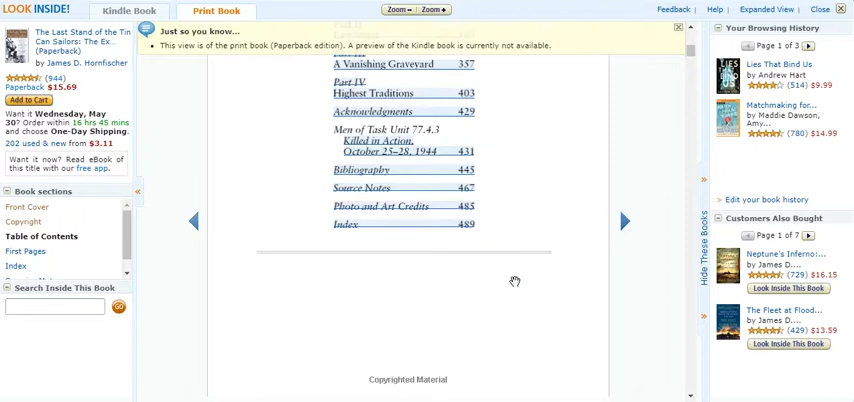 LOOK INSIDE!
Kindle Book
Print Book
Zoom −
Zoom +
Feedback
Help
Expanded View
Close
The Last Stand of the Tin
Can Sailors: The Ex...
(Paperback)
by James D. Hornfischer
(944)
Paperback $15.69
Add to Cart
Want it Wednesday, May
30? Order within 16 hrs 45 mins
and choose One-Day Shipping.
202 used & new from $3.11
Want it now? Read eBook of
this title with our free app.
Book sections
Front Cover
Copyright
Table of Contents
First Pages
Index
Search Inside This Book
GO
Just so you know...
This view is of the print book (Paperback edition). A preview of the Kindle book is currently not available.
A Vanishing Graveyard 357
Part IV
Highest Traditions 403
Acknowledgments 429
Men of Task Unit 77.4.3
Killed in Action,
October 25–28, 1944 431
Bibliography 445
Source Notes 467
Photo and Art Credits 485
Index 489
Copyrighted Material
Hide These Books
Your Browsing History
Page 1 of 3
LIES THAT BIND US
Lies That Bind Us
by Andrew Hart
(514) $9.99
Matchmaking for...
by Maddie Dawson,
Amy...
(780) $14.99
> Edit your book history
Customers Also Bought
Page 1 of 7
Neptune's Inferno:...
by James D....
(729) $16.15
Look Inside This Book
The Fleet at Flood...
by James D....
(429) $13.59
Look Inside This Book